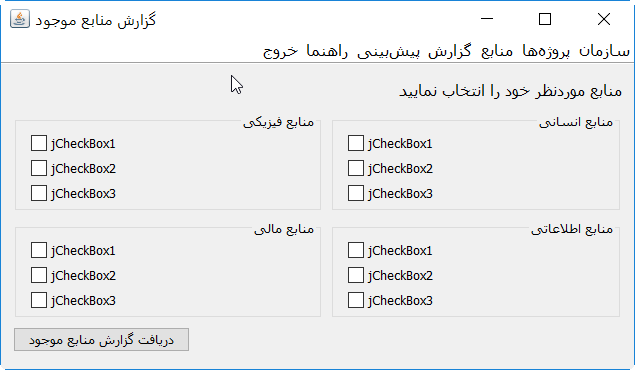 گزارش منابع موجود
سازمان پروژه‌ها منابع گزارش پیش‌بینی راهنما خروج
منابع موردنظر خود را انتخاب نمایید
منابع انسانی
jCheckBox1
jCheckBox2
jCheckBox3
منابع فیزیکی
jCheckBox1
jCheckBox2
jCheckBox3
منابع اطلاعاتی
jCheckBox1
jCheckBox2
jCheckBox3
منابع مالی
jCheckBox1
jCheckBox2
jCheckBox3
دریافت گزارش منابع موجود